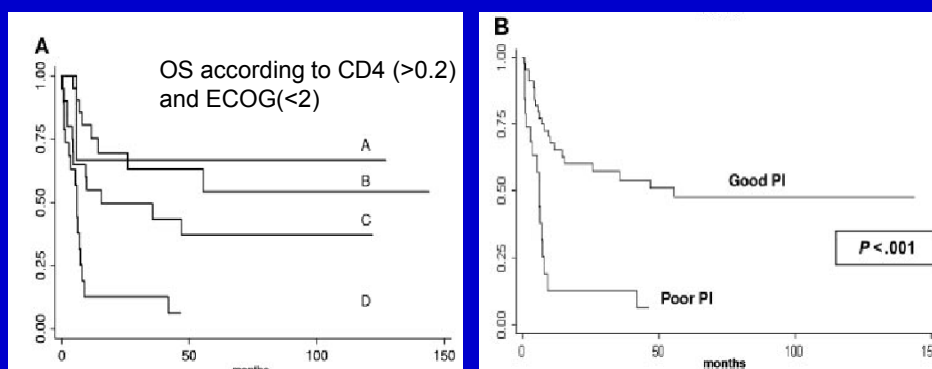 A
OS according to CD4 (>0.2)
and ECOG(<2)
1.00
0.75
0.50
0.25
0.00
A
B
C
D
0 50 100 150
months
B
1.00
0.75
0.50
0.25
0.00
Good PI
P<.001
Poor PI
0 50 100
months